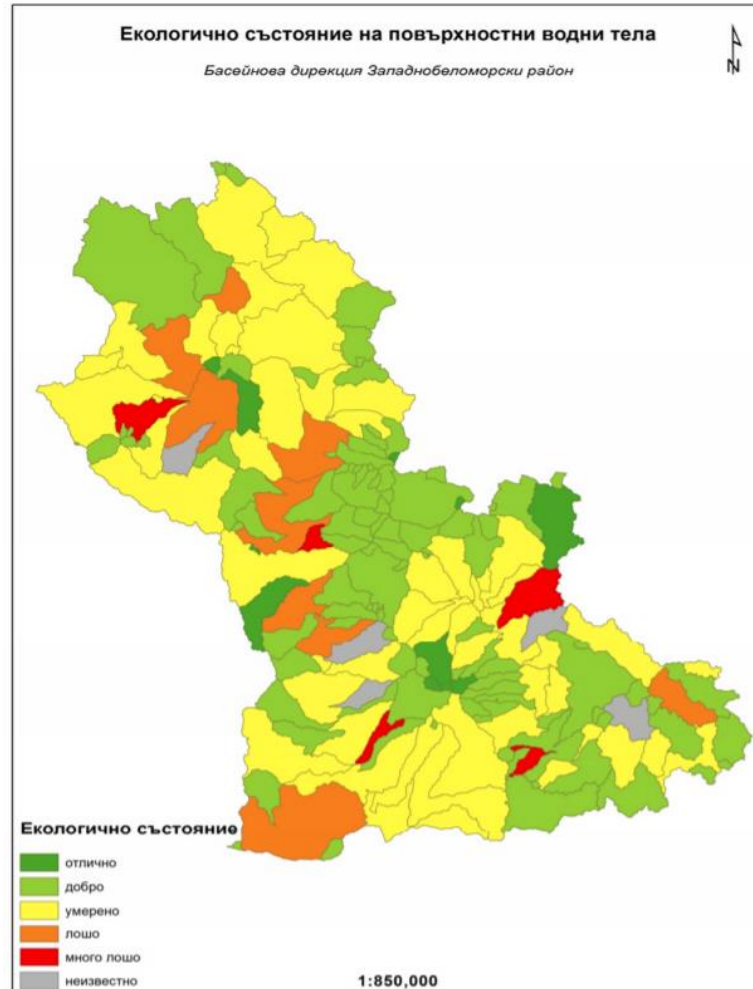 Екологично състояние на повърхностни водни тела
Басейнова дирекция Западнобеломорски район
N
Екологично състояние
отлично
добро
умерено
лошо
много лошо
неизвестно
1:850,000